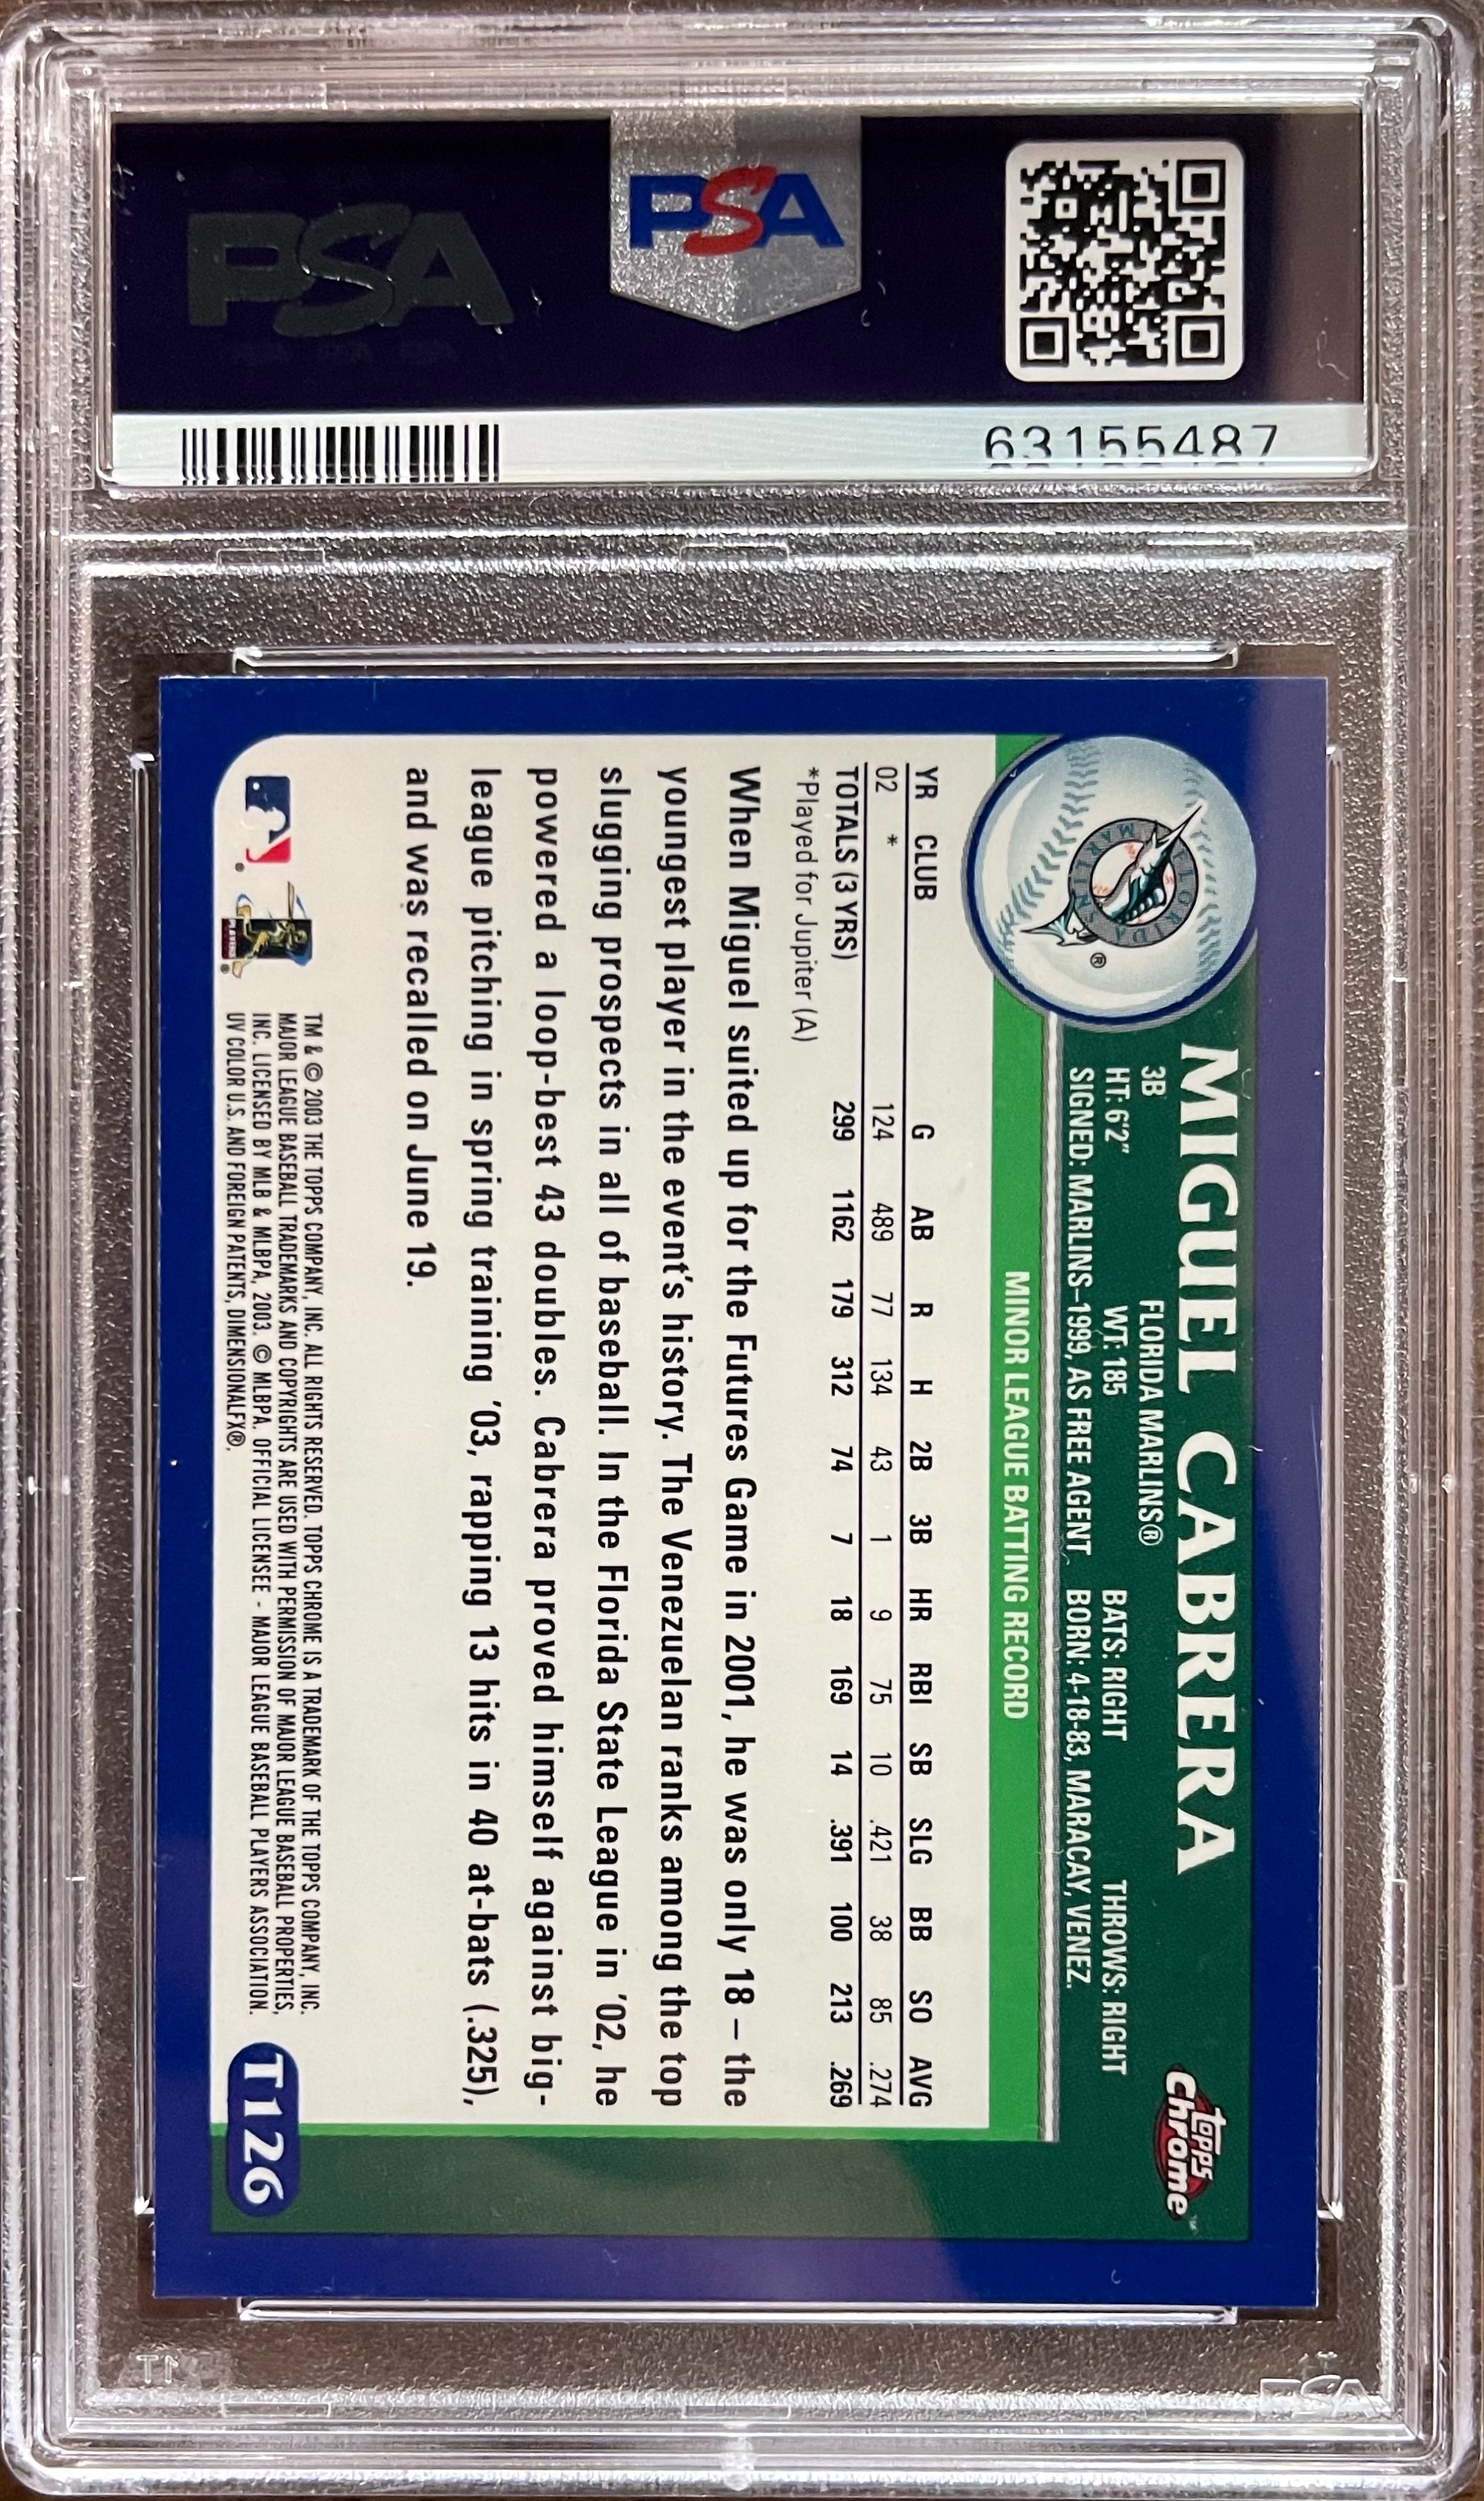 PSA
PSA
63155487
MIGUEL CABRERA
Topps
Chrome™
3B FLORIDA MARLINS®
HT: 6'2" WT: 185 BATS: RIGHT THROWS: RIGHT
SIGNED: MARLINS–1999, AS FREE AGENT BORN: 4-18-83, MARACAY, VENEZ.
FLORIDA MARLINS
®
MINOR LEAGUE BATTING RECORD
YR CLUB G AB R H 2B 3B HR RBI SB SLG BB SO AVG
02 * 124 489 77 134 43 1 9 75 10 .421 38 85 .274
TOTALS (3 YRS) 299 1162 179 312 74 7 18 169 14 .391 100 213 .269
*Played for Jupiter (A)
When Miguel suited up for the Futures Game in 2001, he was only 18 – the
youngest player in the event's history. The Venezuelan ranks among the top
slugging prospects in all of baseball. In the Florida State League in '02, he
powered a loop-best 43 doubles. Cabrera proved himself against big-
league pitching in spring training '03, rapping 13 hits in 40 at-bats (.325),
and was recalled on June 19.
TM & © 2003 THE TOPPS COMPANY, INC. ALL RIGHTS RESERVED. TOPPS CHROME IS A TRADEMARK OF THE TOPPS COMPANY, INC.
MAJOR LEAGUE BASEBALL TRADEMARKS AND COPYRIGHTS ARE USED WITH PERMISSION OF MAJOR LEAGUE BASEBALL PROPERTIES,
INC. LICENSED BY MLB & MLBPA, 2003. © MLBPA. OFFICIAL LICENSEE - MAJOR LEAGUE BASEBALL PLAYERS ASSOCIATION.
UV COLOR U.S. AND FOREIGN PATENTS, DIMENSIONALFX®.
T126
PSA